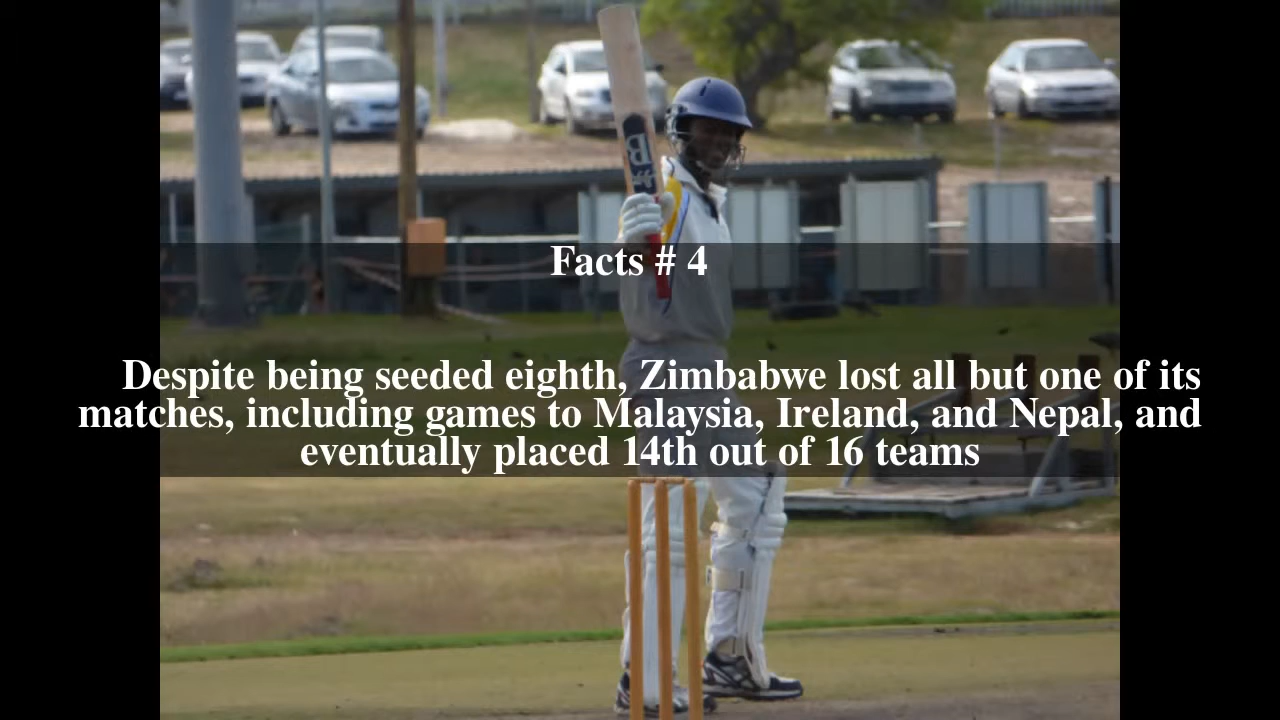 Facts # 4
Despite being seeded eighth, Zimbabwe lost all but one of its
matches, including games to Malaysia, Ireland, and Nepal, and
eventually placed 14th out of 16 teams